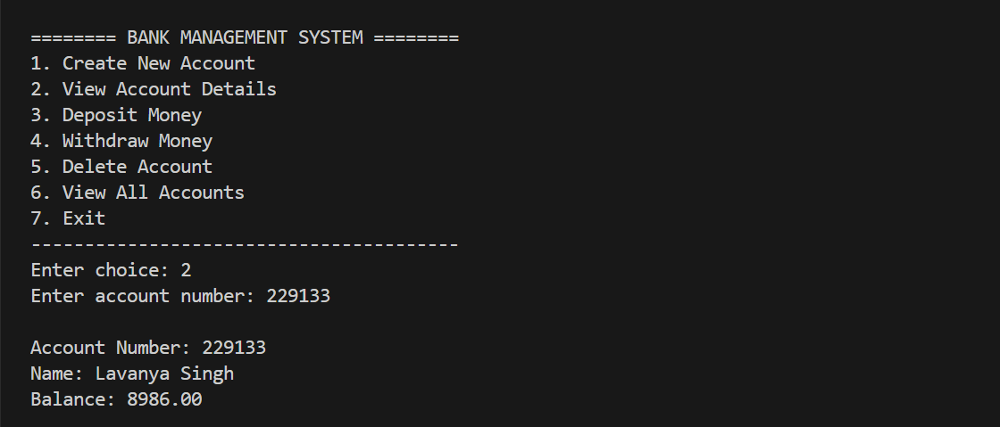 ======== BANK MANAGEMENT SYSTEM ========
1. Create New Account
2. View Account Details
3. Deposit Money
4. Withdraw Money
5. Delete Account
6. View All Accounts
7. Exit
----------------------------------------
Enter choice: 2
Enter account number: 229133
Account Number: 229133
Name: Lavanya Singh
Balance: 8986.00